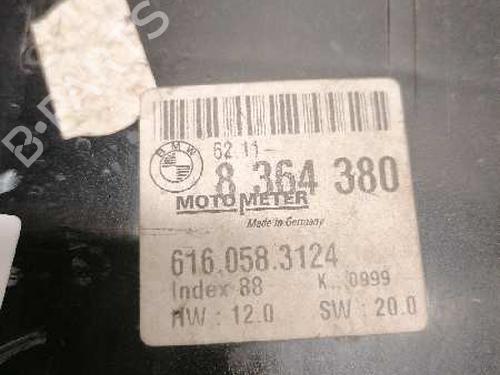 B-PARTS
BMW
62.11-
8 364 380
MOTOMETER
Made in Germany
616.058.3124
Index 88 K.. 0999
HW : 12.0 SW : 20.0